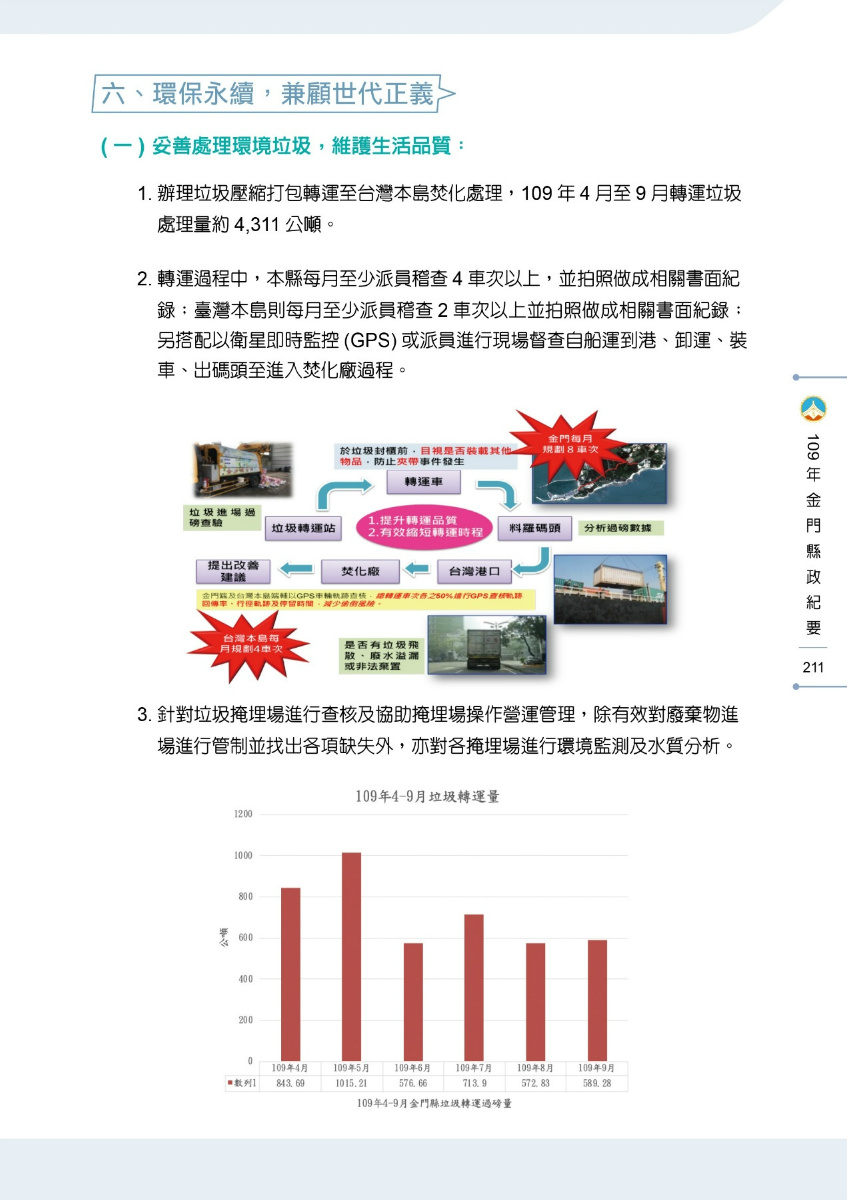 六、環保永續，兼顧世代正義
(一) 妥善處理環境垃圾，維護生活品質：
1. 辦理垃圾壓縮打包轉運至台灣本島焚化處理，109 年 4 月至 9 月轉運垃圾
處理量約 4,311 公噸。
2. 轉運過程中，本縣每月至少派員稽查 4 車次以上，並拍照做成相關書面紀
錄；臺灣本島則每月至少派員稽查 2 車次以上並拍照做成相關書面紀錄；
另搭配以衛星即時監控 (GPS) 或派員進行現場督查自船運到港、卸運、裝
車、出碼頭至進入焚化廠過程。
於垃圾封櫃前，目視是否裝載其他
物品，防止夾帶事件發生
金門每月
規劃8車次
轉運車
垃圾進場過
磅查驗
垃圾轉運站
1.提升轉運品質
2.有效縮短轉運時程
料羅碼頭
分析過磅數據
提出改善
建議
焚化廠
台灣港口
金門端及台灣本島端輔以GPS車輛軌跡查核，總轉運車次各之50%進行GPS查核軌跡
回傳率、行徑軌跡及停留時間，減少偷倒風險。
台灣本島每
月規劃4車次
是否有垃圾飛
散、廢水溢漏
或非法棄置
3. 針對垃圾掩埋場進行查核及協助掩埋場操作營運管理，除有效對廢棄物進
場進行管制並找出各項缺失外，亦對各掩埋場進行環境監測及水質分析。
109年4-9月垃圾轉運量
1200
1000
800
600
400
200
0
公噸
109年4月 109年5月 109年6月 109年7月 109年8月 109年9月
數列1 843.69 1015.21 576.66 713.9 572.83 589.28
109年4-9月金門縣垃圾轉運過磅量
109年金門縣政紀要
211